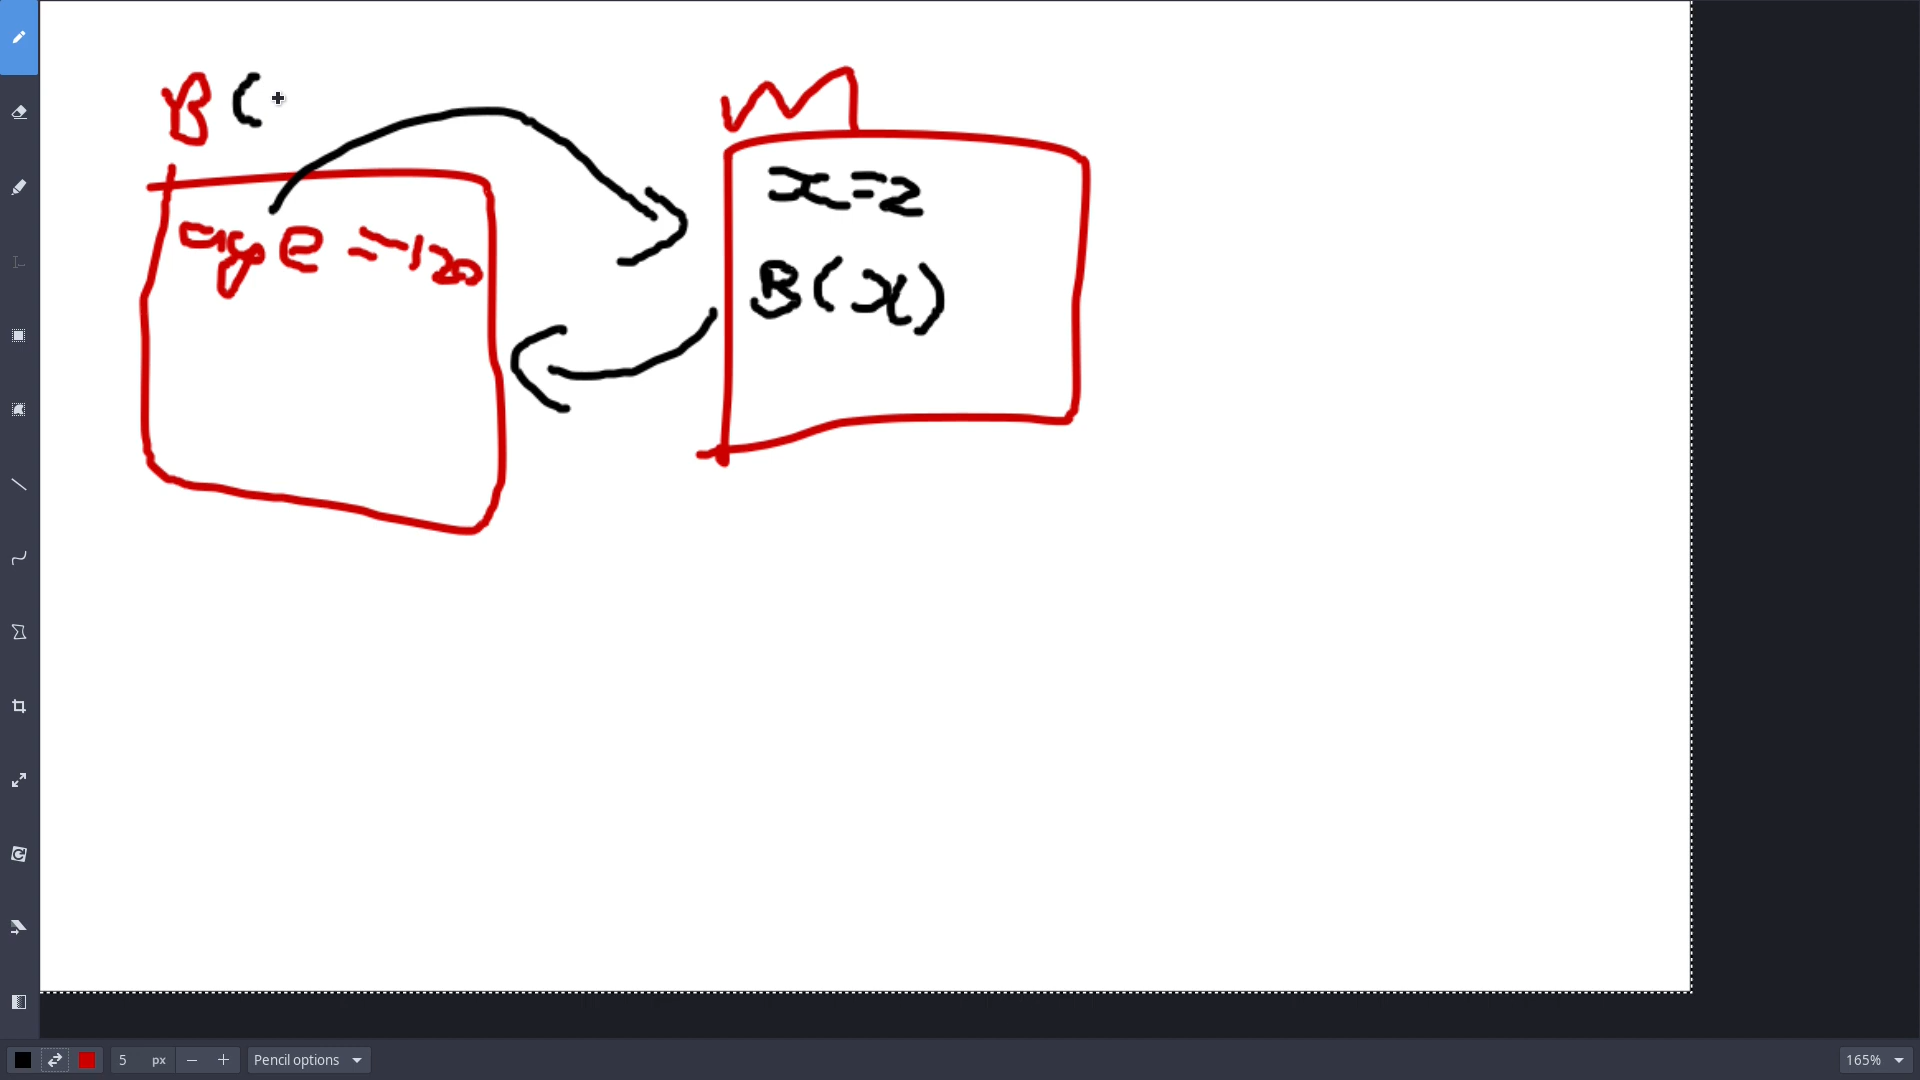 B (
M
age = 120
x = 2
B(x)
5 px
Pencil options
165%